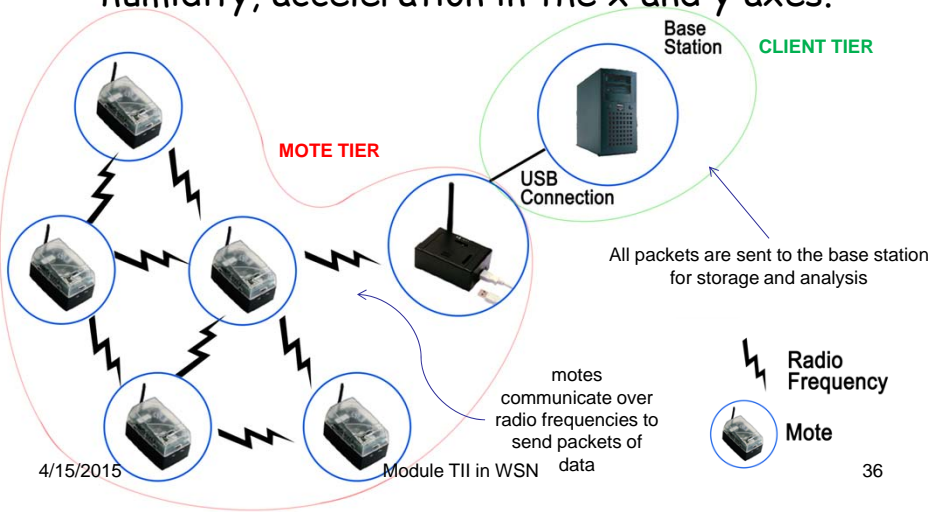 humidity, acceleration in the x and y axes.
Base
Station
CLIENT TIER
MOTE TIER
USB
Connection
All packets are sent to the base station
for storage and analysis
motes
communicate over
radio frequencies to
send packets of
data
Radio
Frequency
Mote
4/15/2015
Module TII in WSN
36